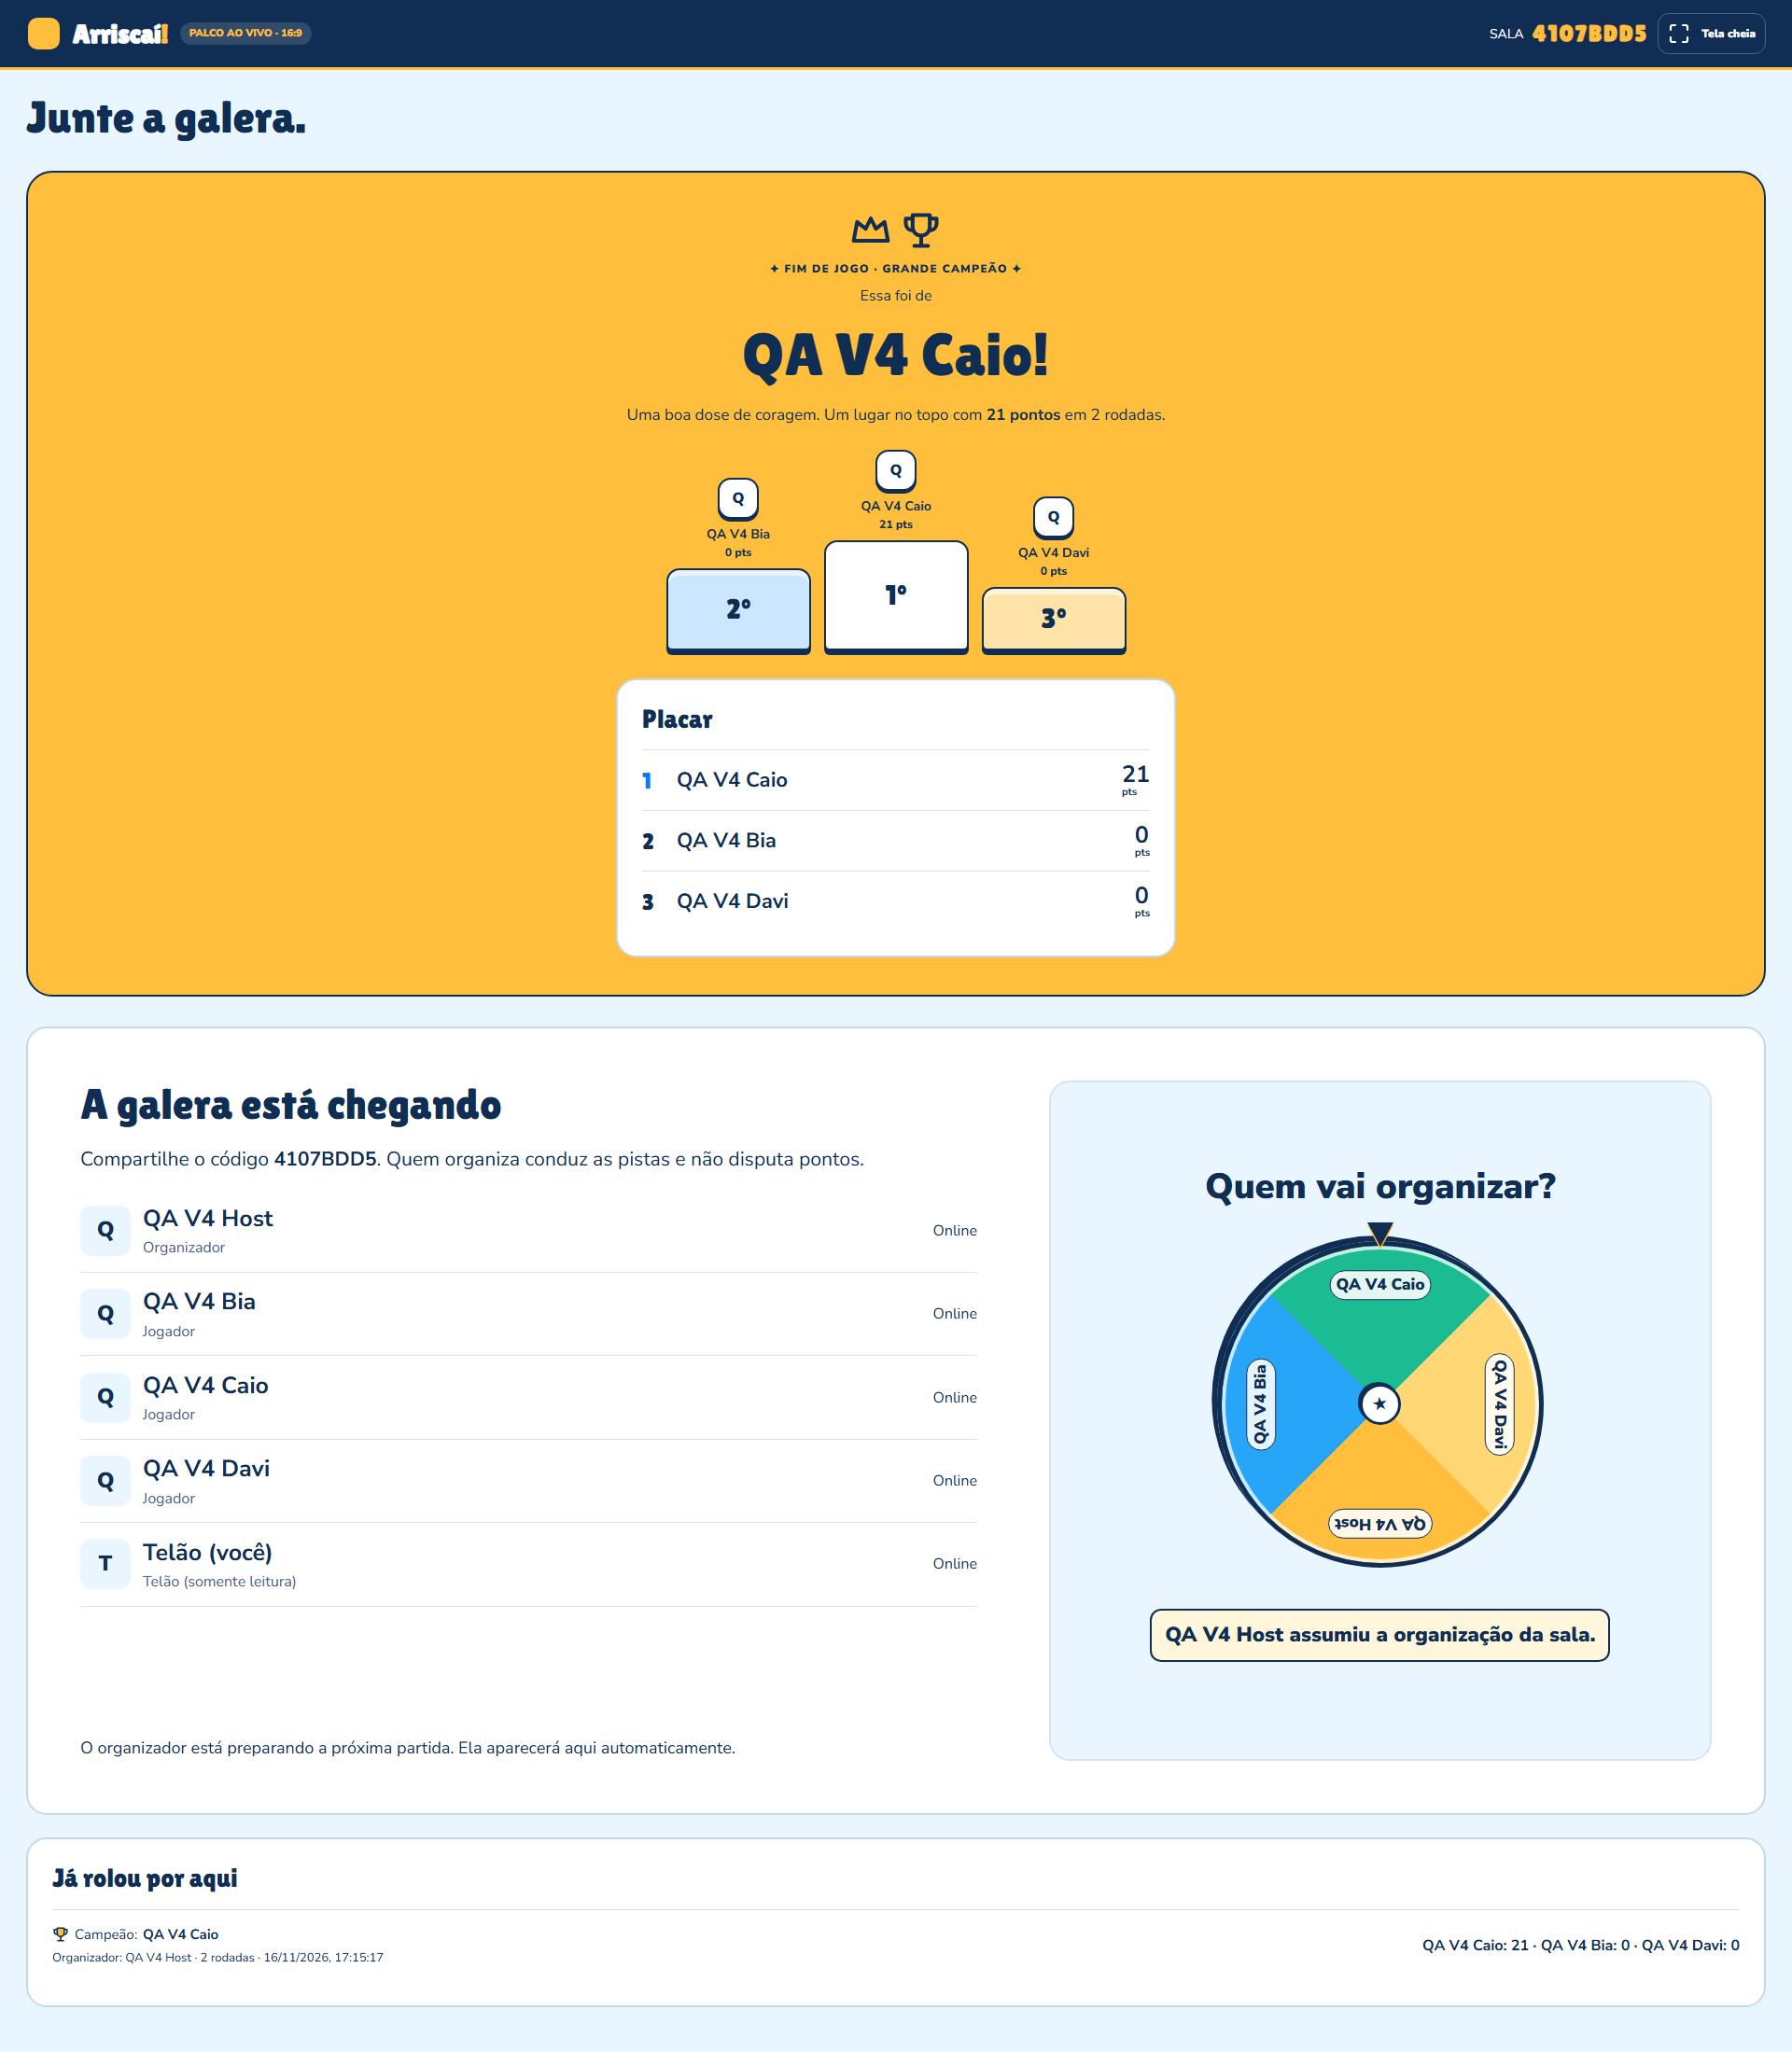 Arriscaí!
PALCO AO VIVO · 16:9
SALA 4107BDD5
Tela cheia
Junte a galera.
✦ FIM DE JOGO · GRANDE CAMPEÃO ✦
Essa foi de
QA V4 Caio!
Uma boa dose de coragem. Um lugar no topo com 21 pontos em 2 rodadas.
Q
QA V4 Bia
0 pts
2º
Q
QA V4 Caio
21 pts
1º
Q
QA V4 Davi
0 pts
3º
Placar
1 QA V4 Caio 21 pts
2 QA V4 Bia 0 pts
3 QA V4 Davi 0 pts
A galera está chegando
Compartilhe o código 4107BDD5. Quem organiza conduz as pistas e não disputa pontos.
Q QA V4 Host
Organizador
Online
Q QA V4 Bia
Jogador
Online
Q QA V4 Caio
Jogador
Online
Q QA V4 Davi
Jogador
Online
T Telão (você)
Telão (somente leitura)
Online
O organizador está preparando a próxima partida. Ela aparecerá aqui automaticamente.
Quem vai organizar?
QA V4 Caio
QA V4 Davi
QA V4 Host
QA V4 Bia
QA V4 Host assumiu a organização da sala.
Já rolou por aqui
Campeão: QA V4 Caio
Organizador: QA V4 Host · 2 rodadas · 16/11/2026, 17:15:17
QA V4 Caio: 21 · QA V4 Bia: 0 · QA V4 Davi: 0